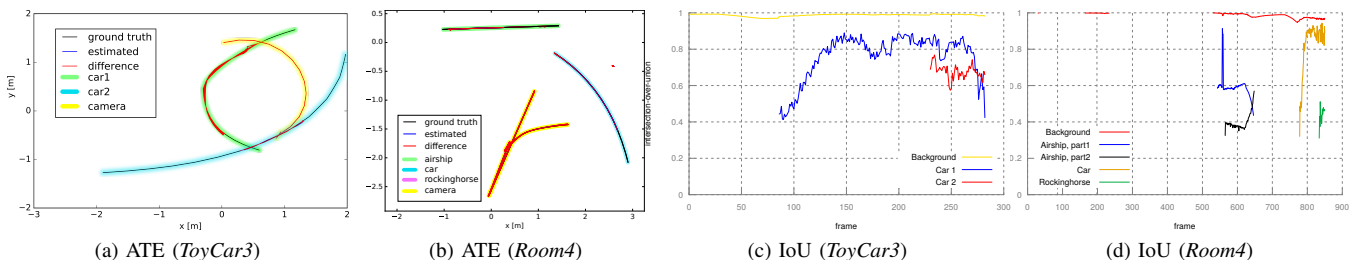 2
1
0
−1
−2
−3
−2
−1
0
1
2
y [m]
x [m]
ground truth
estimated
difference
car1
car2
camera
(a) ATE (ToyCar3)
0.5
0.0
−0.5
−1.0
−1.5
−2.0
−2.5
−2
−1
0
1
2
3
x [m]
ground truth
estimated
difference
airship
car
rockinghorse
camera
(b) ATE (Room4)
intersection-over-union
1
0.8
0.6
0.4
0.2
0
0
50
100
150
200
250
300
frame
Background
Car 1
Car 2
(c) IoU (ToyCar3)
1
0.8
0.6
0.4
0.2
0
0
100
200
300
400
500
600
700
800
900
frame
Background
Airship, part1
Airship, part2
Car
Rockinghorse
(d) IoU (Room4)